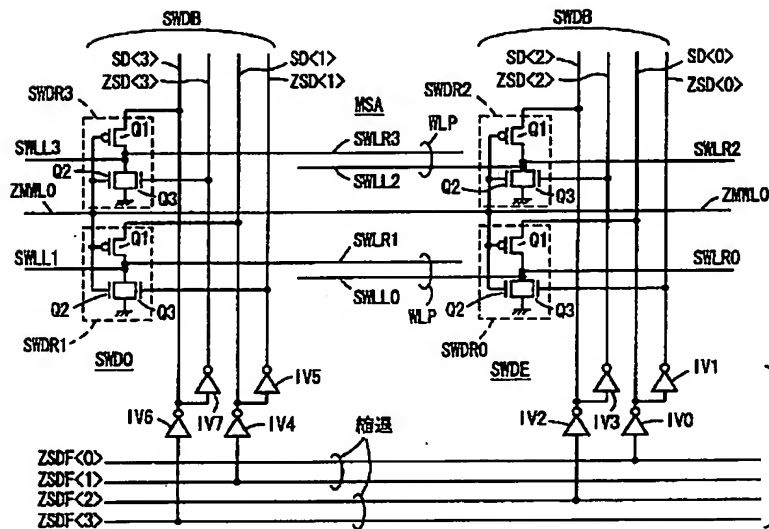 SWDB SWDB
SD<3> SD<1> SD<2> SD<0>
ZSD<3> ZSD<1> ZSD<2> ZSD<0>
SWDR3 MSA SWDR2
Q1 WLP Q1
SWLL3 SWLR3 SWLR2
Q2 Q3 SWLL2 Q2 Q3
ZMWL0 ZMWL0
Q1 SWLR1 Q1
SWLL1 SWLR0
Q2 Q3 SWLL0 WLP Q2 Q3
SWDR1 SWDO SWDE SWDR0
IV5 IV1
IV6 IV7 IV4 縮退 IV2 IV3 IV0
ZSDF<0>
ZSDF<1>
ZSDF<2>
ZSDF<3>